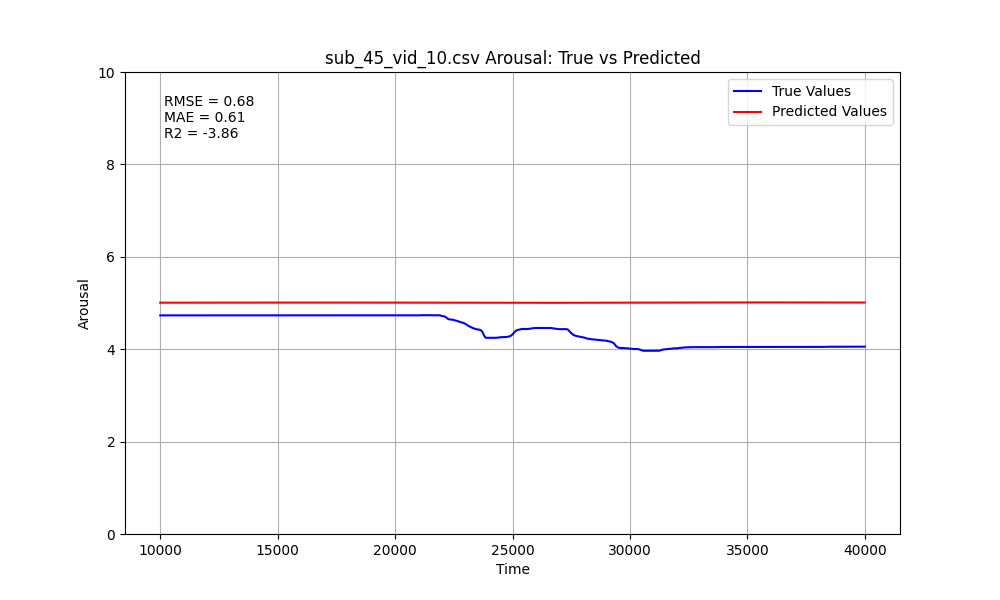 sub_45_vid_10.csv Arousal: True vs Predicted
RMSE = 0.68
MAE = 0.61
R2 = -3.86
True Values
Predicted Values
Arousal
10
8
6
4
2
0
10000 15000 20000 25000 30000 35000 40000
Time